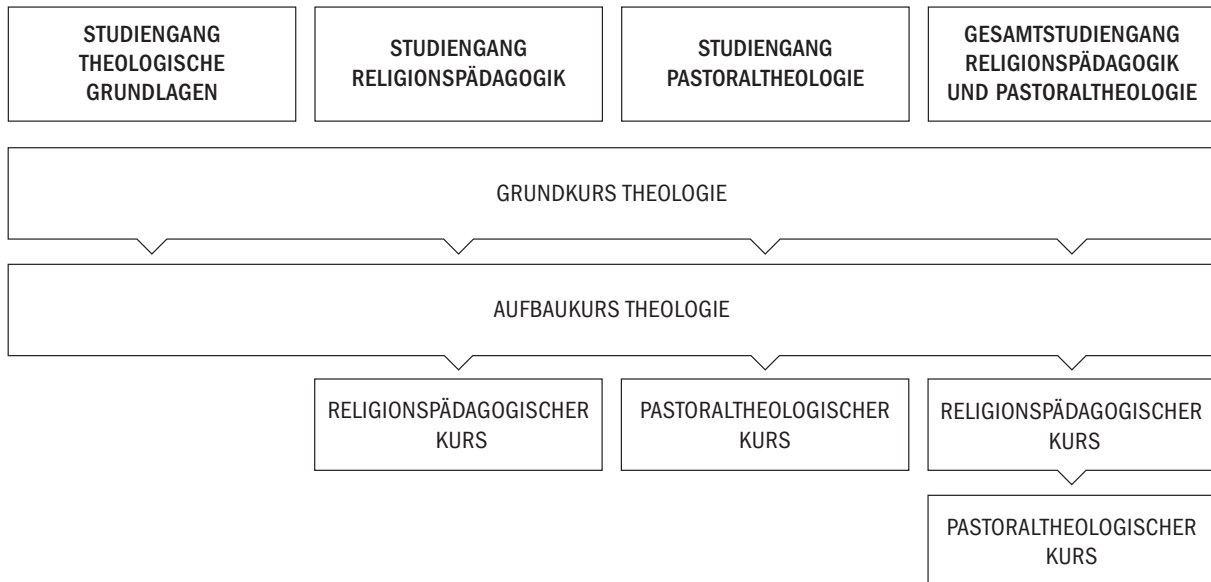 STUDIENGANG
THEOLOGISCHE
GRUNDLAGEN
STUDIENGANG
RELIGIONSPÄDAGOGIK
STUDIENGANG
PASTORALTHEOLOGIE
GESAMTSTUDIENGANG
RELIGIONSPÄDAGOGIK
UND PASTORALTHEOLOGIE
GRUNDKURS THEOLOGIE
AUFBAUKURS THEOLOGIE
RELIGIONSPÄDAGOGISCHER
KURS
PASTORALTHEOLOGISCHER
KURS
RELIGIONSPÄDAGOGISCHER
KURS
PASTORALTHEOLOGISCHER
KURS